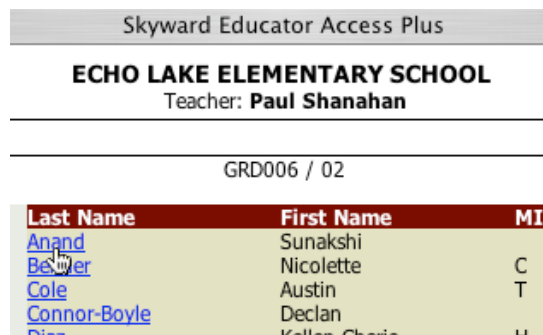 Skyward Educator Access Plus
ECHO LAKE ELEMENTARY SCHOOL
Teacher: Paul Shanahan
GRD006 / 02
Last Name First Name MI
Anand Sunakshi
Nicolette C
Cole Austin T
Connor-Boyle Declan